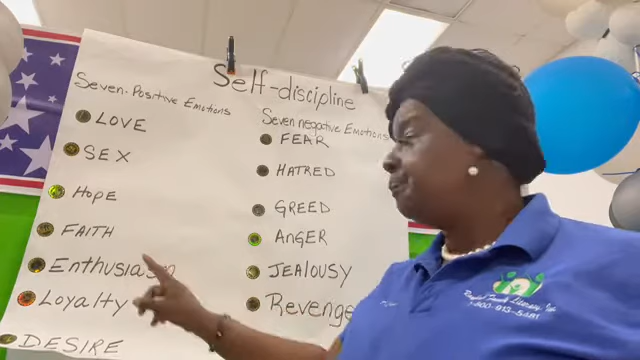 Self-discipline
Seven-Positive Emotions
LOVE
SEX
HOPE
FAITH
Enthusiasm
Loyalty
DESIRE
Seven negative Emotions
FEAR
HATRED
GREED
ANGER
JEALOUSY
Revenge